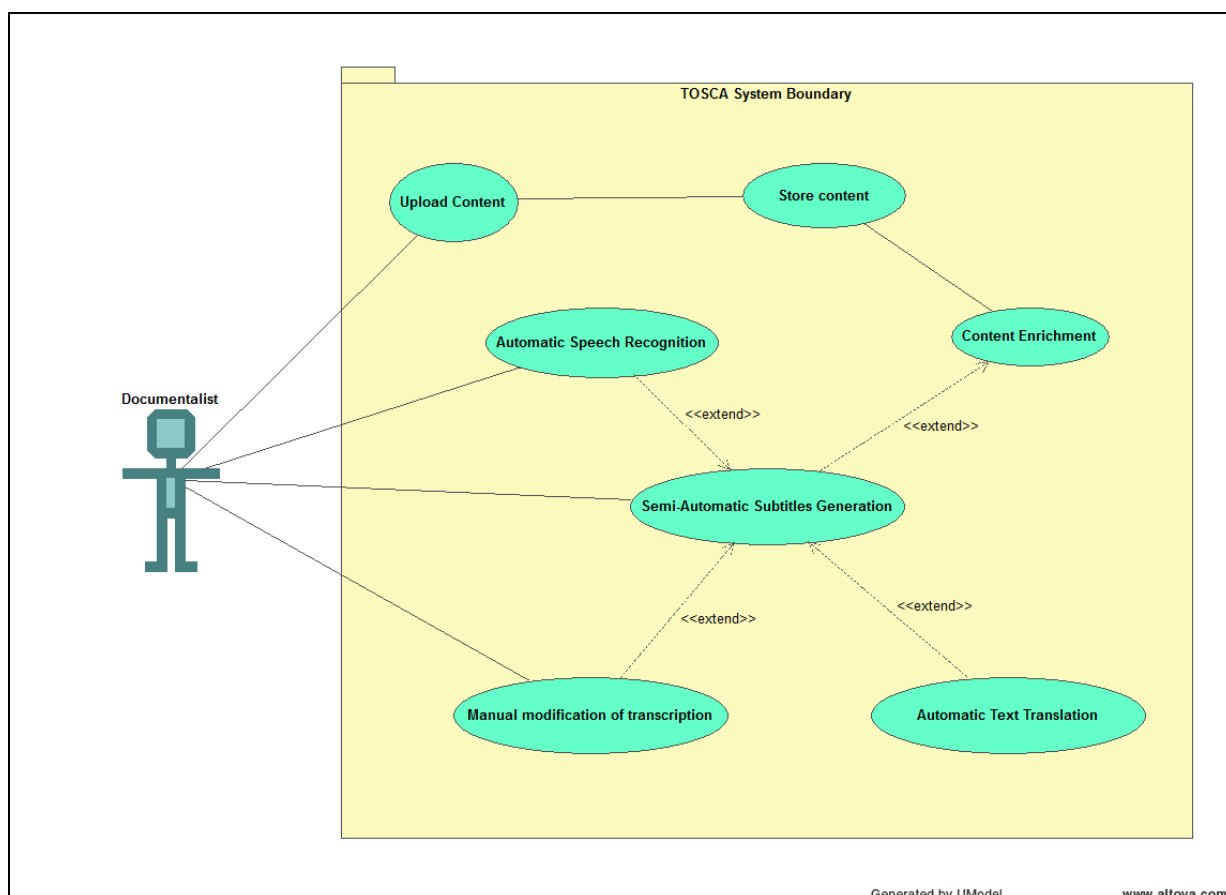 TOSCA System Boundary
Upload Content
Store content
Automatic Speech Recognition
Content Enrichment
Documentalist
<<extend>>
<<extend>>
Semi-Automatic Subtitles Generation
<<extend>>
<<extend>>
Manual modification of transcription
Automatic Text Translation
Generated by UModel
www.altova.com